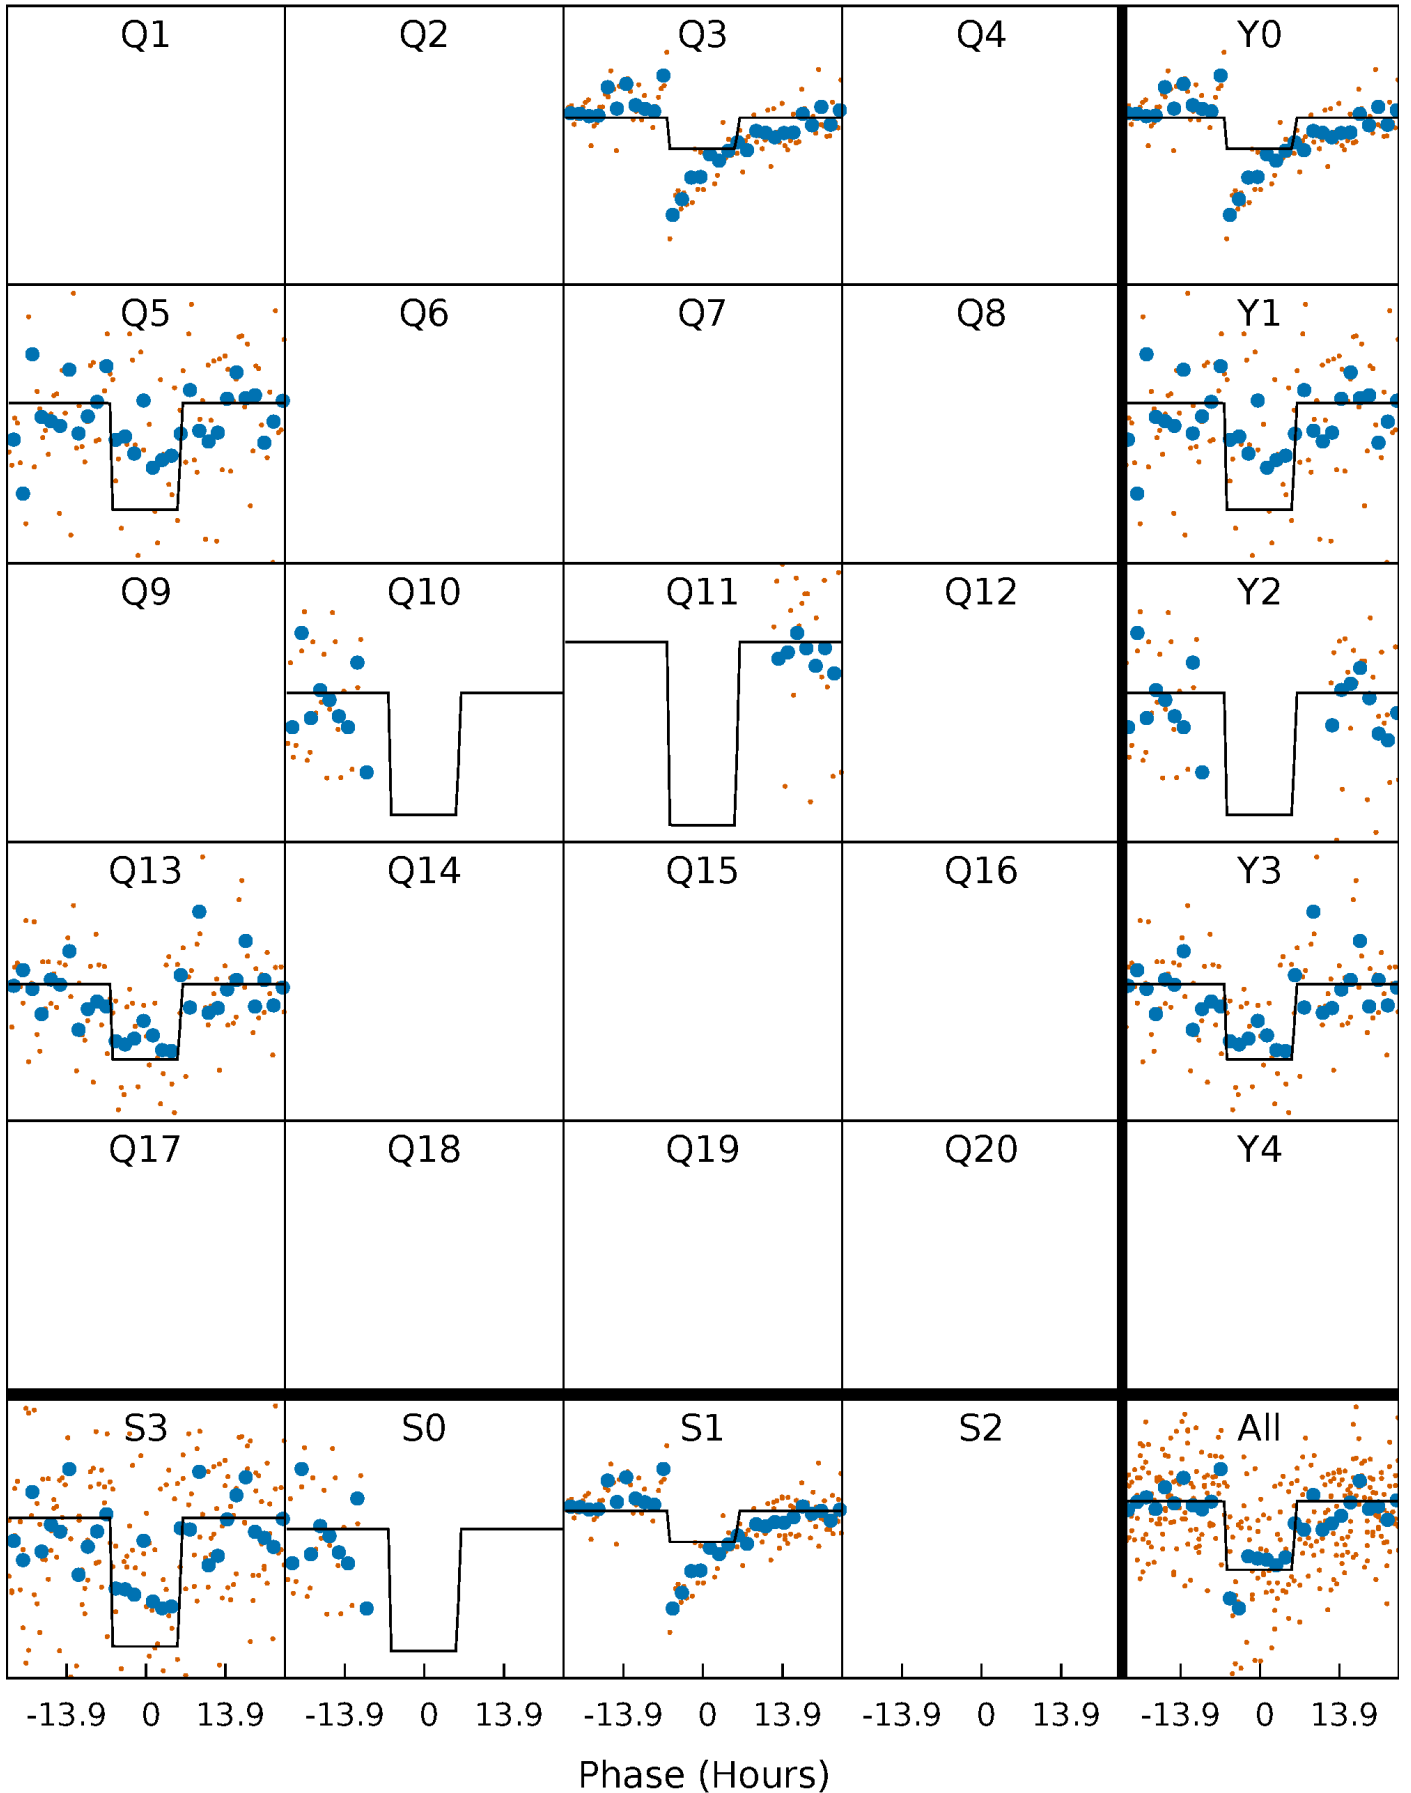 Q1 Q2 Q3 Q4 Y0
Q5 Q6 Q7 Q8 Y1
Q9 Q10 Q11 Q12 Y2
Q13 Q14 Q15 Q16 Y3
Q17 Q18 Q19 Q20 Y4
S3 S0 S1 S2 All
-13.9 0 13.9 -13.9 0 13.9 -13.9 0 13.9 -13.9 0 13.9 -13.9 0 13.9
Phase (Hours)